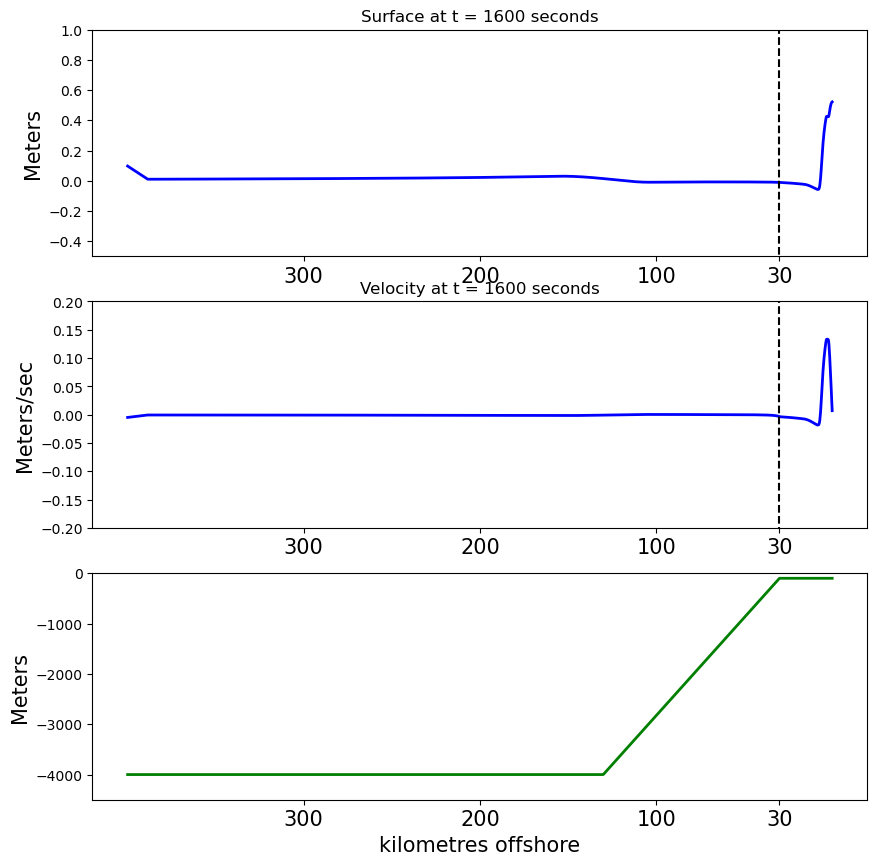 Surface at t = 1600 seconds
Meters
1.0
0.8
0.6
0.4
0.2
0.0
−0.2
−0.4
300 200 100 30
Velocity at t = 1600 seconds
Meters/sec
0.20
0.15
0.10
0.05
0.00
−0.05
−0.10
−0.15
−0.20
300 200 100 30
Meters
0
−1000
−2000
−3000
−4000
300 200 100 30
kilometres offshore